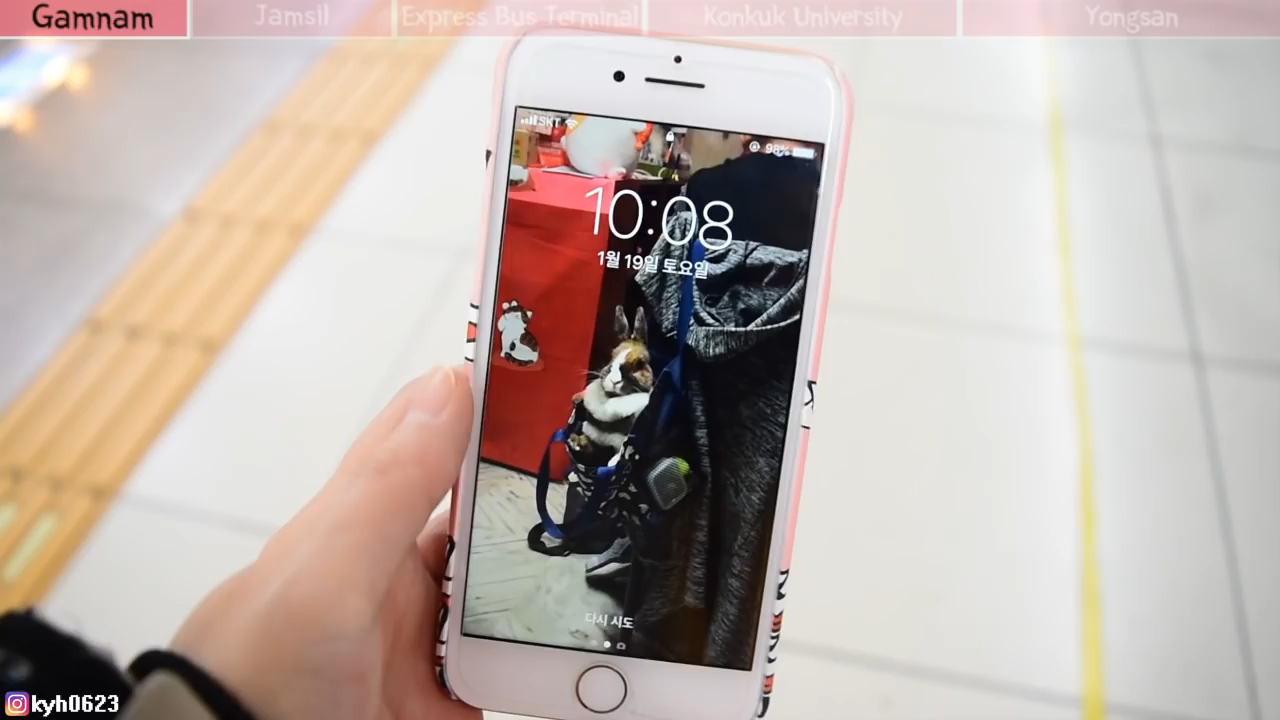 Gamnam
Jamsil
Express Bus Terminal
Konkuk University
Yongsan
SKT
98%
10:08
1월 19일 토요일
다시 시도
kyh0623